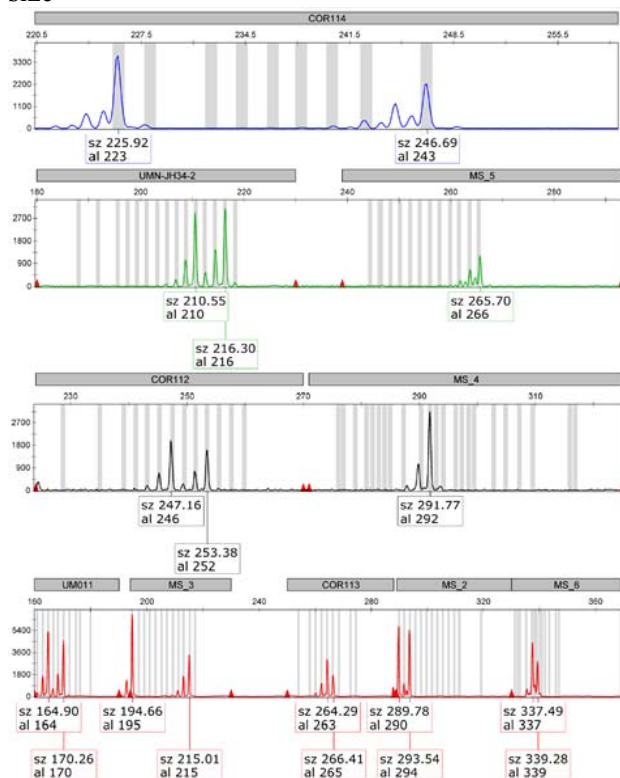 size
COR114
220.5 227.5 234.5 241.5 248.5 255.5
3300
2200
1100
0
sz 225.92
al 223
sz 246.69
al 243
UMN-JH34-2 MS_5
180 200 220 240 260 280
2700
1800
900
0
sz 210.55
al 210
sz 265.70
al 266
sz 216.30
al 216
COR112 MS_4
230 250 270 290 310
2700
1800
900
0
sz 247.16
al 246
sz 291.77
al 292
sz 253.38
al 252
UM011 MS_3 COR113 MS_2 MS_6
160 200 240 280 320 360
5400
3600
1800
0
sz 164.90
al 164
sz 194.66
al 195
sz 264.29
al 263
sz 289.78
al 290
sz 337.49
al 337
sz 170.26
al 170
sz 215.01
al 215
sz 266.41
al 265
sz 293.54
al 294
sz 339.28
al 339